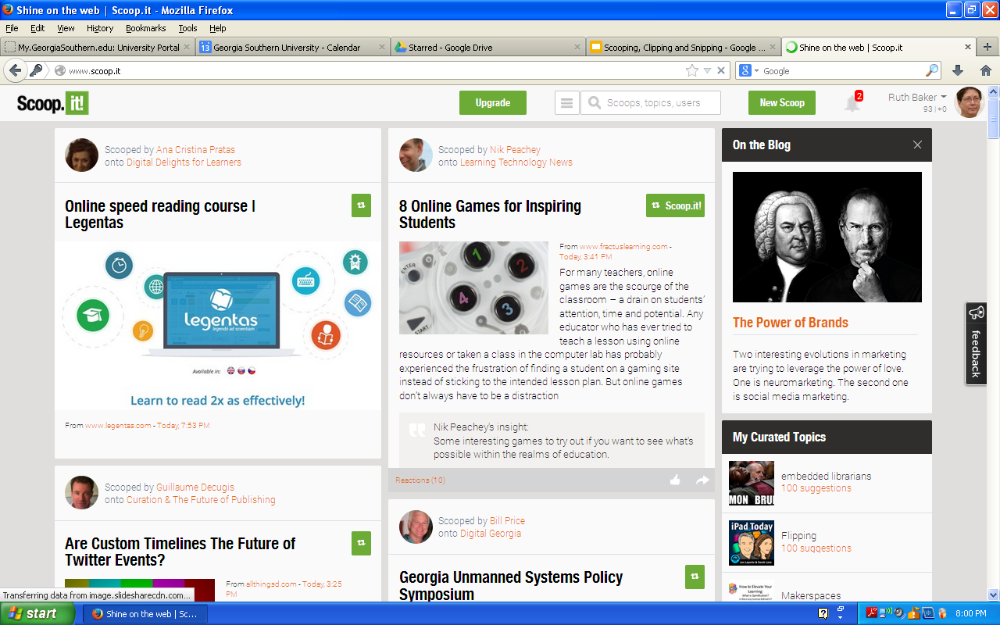 Shine on the web | Scoop.it - Mozilla Firefox
File Edit View History Bookmarks Tools Help
My.GeorgiaSouthern.edu: University Portal
13 Georgia Southern University - Calendar
Starred - Google Drive
Scooping, Clipping and Snipping - Google ...
Shine on the web | Scoop.it
www.scoop.it
Google
Scoop.it!
Upgrade
Scoops, topics, users
New Scoop
2
Ruth Baker
93 | +0
Scooped by Ana Cristina Pratas
onto Digital Delights for Learners
Online speed reading course |
Legentas
legentas
legendo ad scientiam
Available in:
Learn to read 2x as effectively!
From www.legentas.com - Today, 7:53 PM
Scooped by Guillaume Decugis
onto Curation & The Future of Publishing
Are Custom Timelines The Future of
Twitter Events?
From allthingsd.com - Today, 3:25
PM
Scooped by Nik Peachey
onto Learning Technology News
8 Online Games for Inspiring
Students
Scoop.it!
ENTER
1
2
4
3
START
From www.fractuslearning.com -
Today, 3:41 PM
For many teachers, online
games are the scourge of the
classroom – a drain on students'
attention, time and potential. Any
educator who has ever tried to
teach a lesson using online
resources or taken a class in the computer lab has probably
experienced the frustration of finding a student on a gaming site
instead of sticking to the intended lesson plan. But online games
don't always have to be a distraction
Nik Peachey's insight:
Some interesting games to try out if you want to see what's
possible within the realms of education.
Reactions (10)
Scooped by Bill Price
onto Digital Georgia
Georgia Unmanned Systems Policy
Symposium
On the Blog
The Power of Brands
Two interesting evolutions in marketing
are trying to leverage the power of love.
One is neuromarketing. The second one
is social media marketing.
My Curated Topics
MON BRU
embedded librarians
100 suggestions
iPad Today
Leo Laporte & Sarah Lane
Flipping
100 suggestions
How to Elevate Your
Learning:
Makerspaces
feedback
Transferring data from image.slidesharecdn.com...
start
Shine on the web | Sc...
8:00 PM